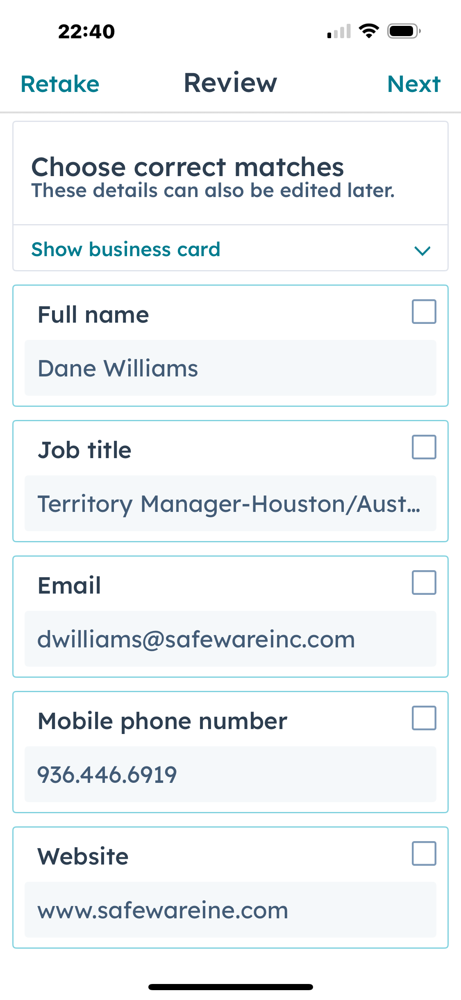 22:40
Retake Review Next
Choose correct matches
These details can also be edited later.
Show business card
Full name
Dane Williams
Job title
Territory Manager-Houston/Aust...
Email
dwilliams@safewareinc.com
Mobile phone number
936.446.6919
Website
www.safewareine.com